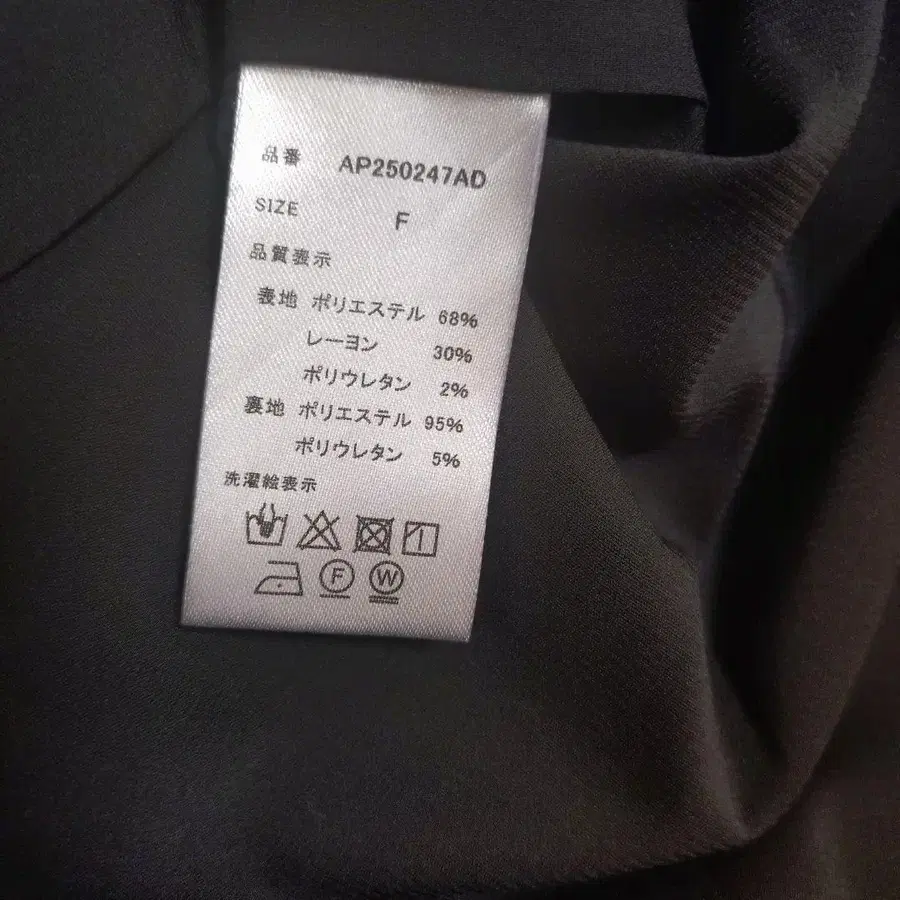 品番 AP250247AD
SIZE F
品質表示
表地 ポリエステル 68%
レーヨン 30%
ポリウレタン 2%
裏地 ポリエステル 95%
ポリウレタン 5%
洗濯絵表示
F W